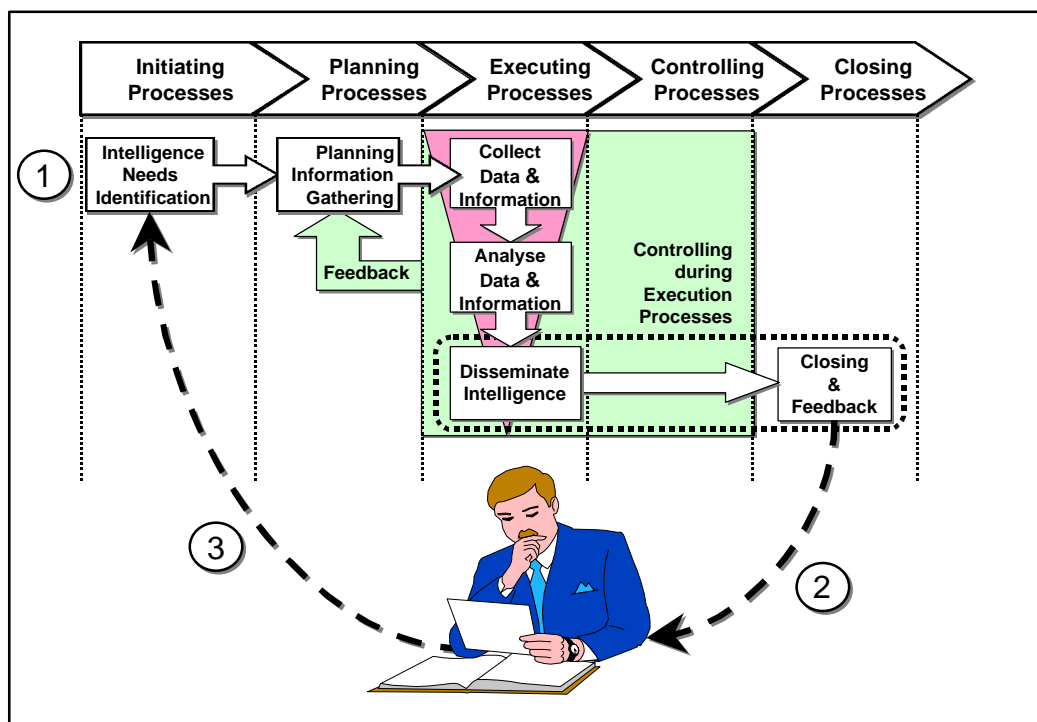 Initiating
Processes
Planning
Processes
Executing
Processes
Controlling
Processes
Closing
Processes
1
Intelligence
Needs
Identification
Planning
Information
Gathering
Collect
Data &
Information
Feedback
Analyse
Data &
Information
Controlling
during
Execution
Processes
Disseminate
Intelligence
Closing
&
Feedback
3
2